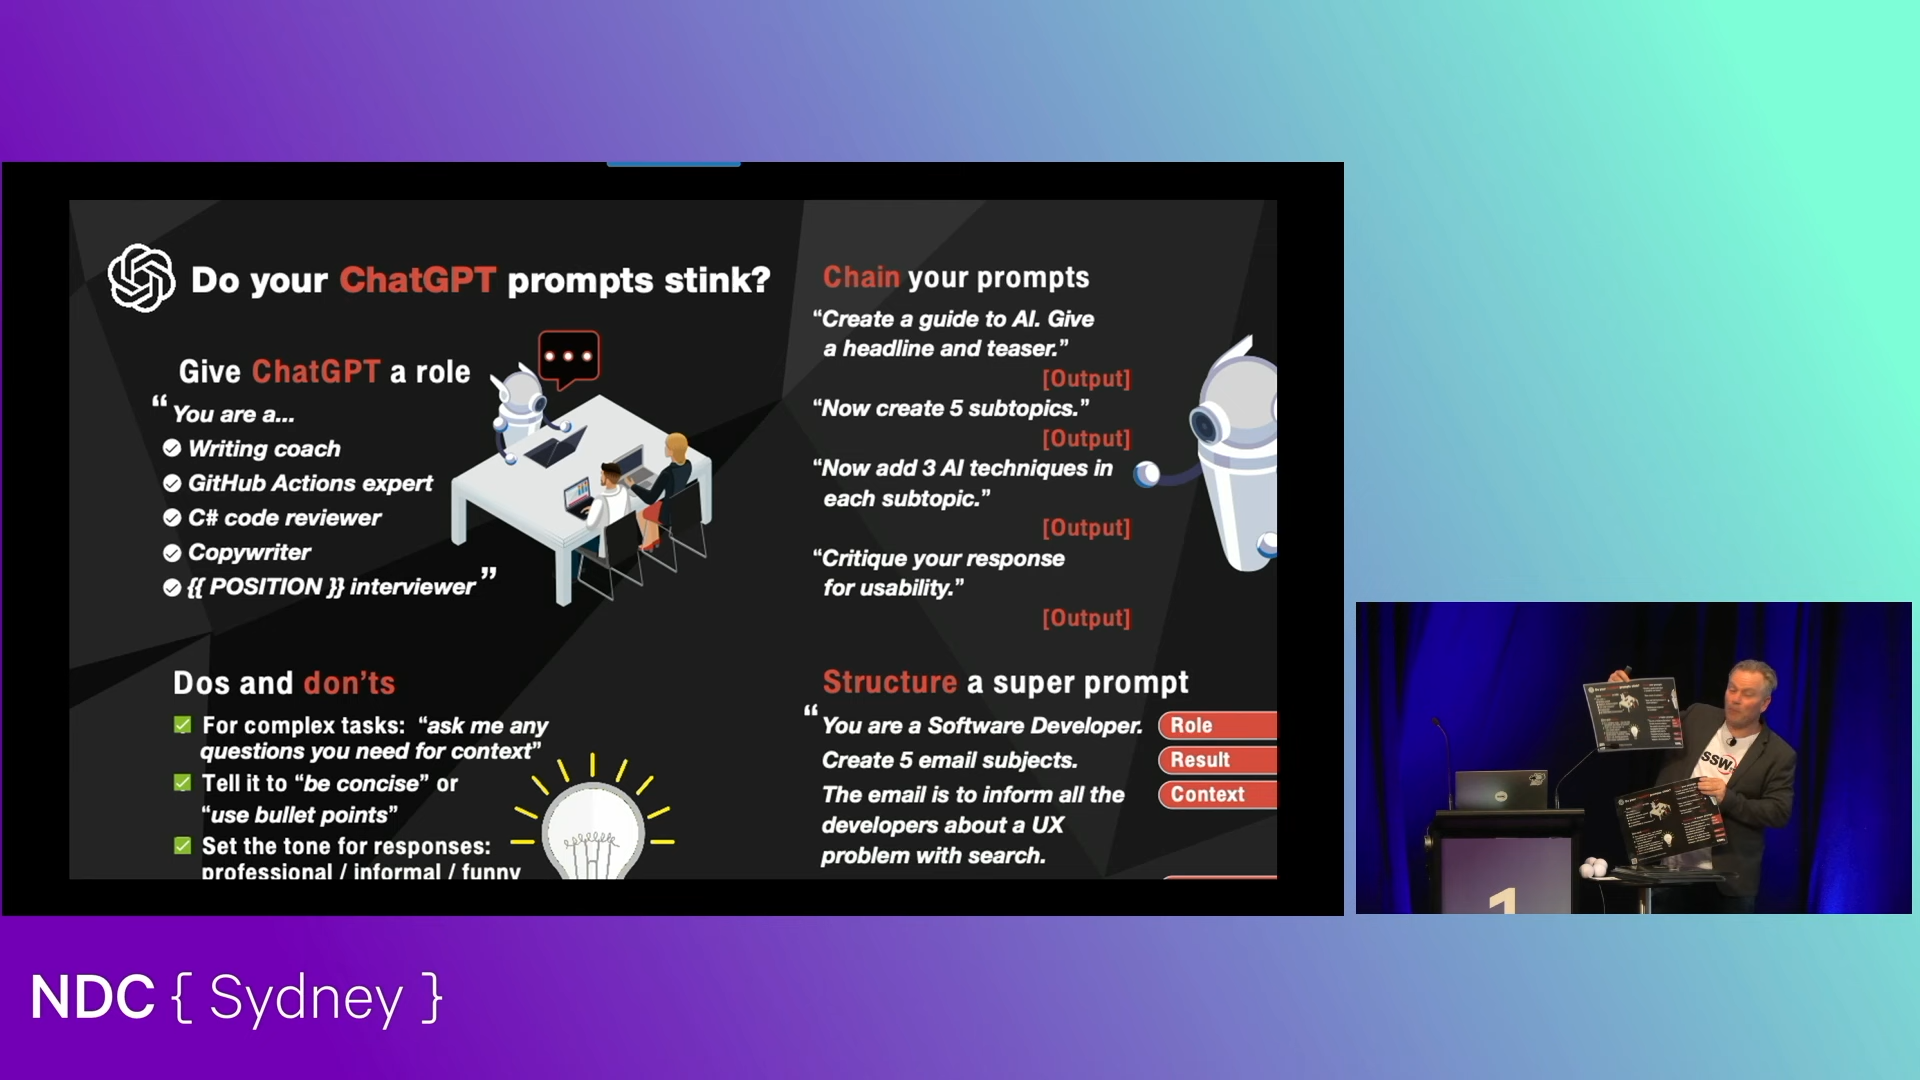 Do your ChatGPT prompts stink?
Give ChatGPT a role
“You are a...
Writing coach
GitHub Actions expert
C# code reviewer
Copywriter
{{ POSITION }} interviewer”
Dos and don’ts
For complex tasks: “ask me any
questions you need for context”
Tell it to “be concise” or
“use bullet points”
Set the tone for responses:
professional / informal / funny
Chain your prompts
“Create a guide to AI. Give
a headline and teaser.”
[Output]
“Now create 5 subtopics.”
[Output]
“Now add 3 AI techniques in
each subtopic.”
[Output]
“Critique your response
for usability.”
[Output]
Structure a super prompt
“You are a Software Developer. Role
Create 5 email subjects. Result
The email is to inform all the Context
developers about a UX
problem with search.
SSW
1
NDC { Sydney }